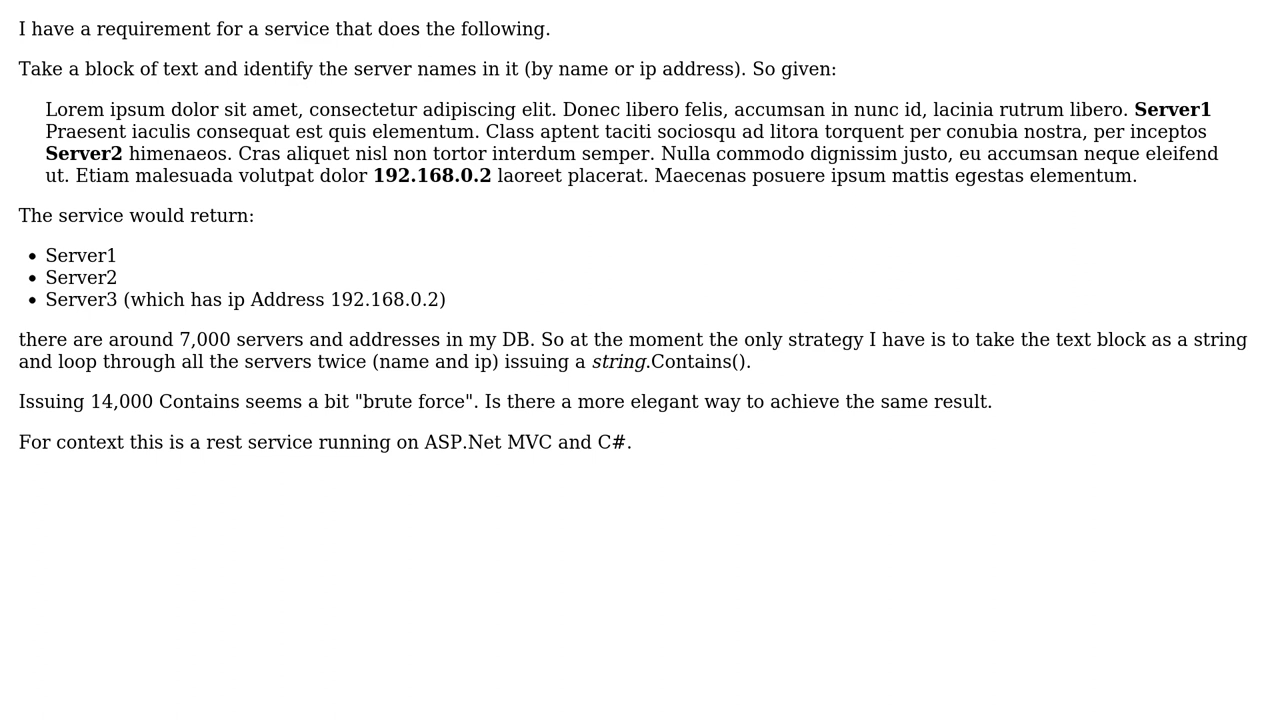 I have a requirement for a service that does the following.
Take a block of text and identify the server names in it (by name or ip address). So given:
Lorem ipsum dolor sit amet, consectetur adipiscing elit. Donec libero felis, accumsan in nunc id, lacinia rutrum libero. Server1
Praesent iaculis consequat est quis elementum. Class aptent taciti sociosqu ad litora torquent per conubia nostra, per inceptos
Server2 himenaeos. Cras aliquet nisl non tortor interdum semper. Nulla commodo dignissim justo, eu accumsan neque eleifend
ut. Etiam malesuada volutpat dolor 192.168.0.2 laoreet placerat. Maecenas posuere ipsum mattis egestas elementum.
The service would return:
• Server1
• Server2
• Server3 (which has ip Address 192.168.0.2)
there are around 7,000 servers and addresses in my DB. So at the moment the only strategy I have is to take the text block as a string
and loop through all the servers twice (name and ip) issuing a string.Contains().
Issuing 14,000 Contains seems a bit "brute force". Is there a more elegant way to achieve the same result.
For context this is a rest service running on ASP.Net MVC and C#.